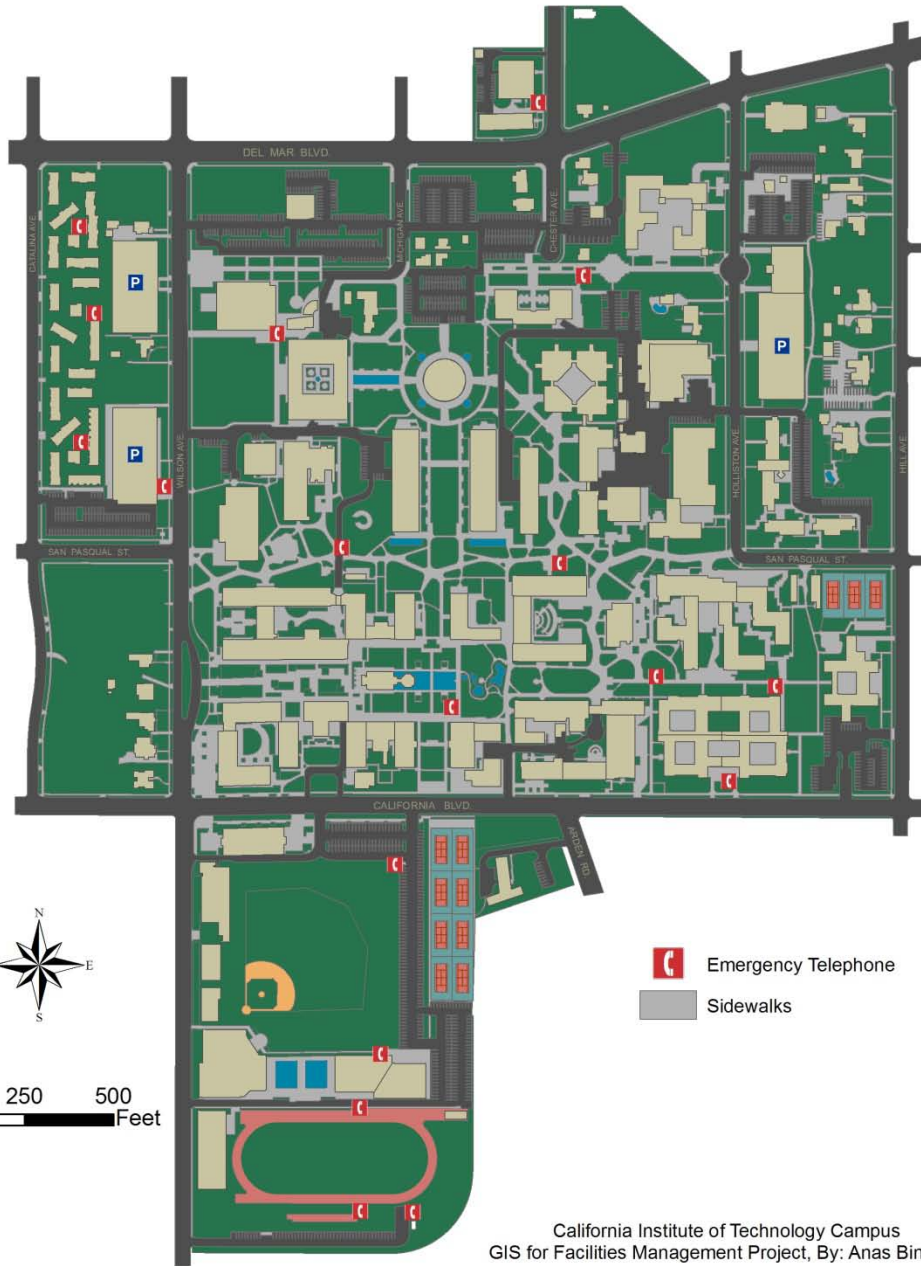 DEL MAR BLVD.
CATALINA AVE.
MICHIGAN AVE.
CHESTER AVE.
P
P
P
WILSON AVE.
HOLLISTON AVE.
HILL AVE.
SAN PASQUAL ST.
SAN PASQUAL ST.
CALIFORNIA BLVD.
ARDEN RD.
N
E
S
Emergency Telephone
Sidewalks
250 500
Feet
California Institute of Technology Campus
GIS for Facilities Management Project, By: Anas Bin